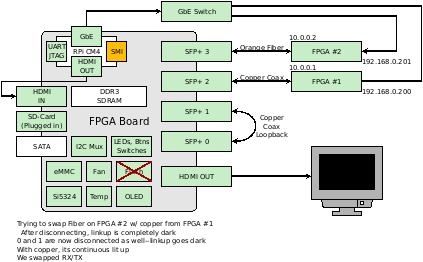 GbE Switch
GbE
UART
JTAG
RPi CM4
SMI
HDMI
OUT
SFP+ 3
Orange Fiber
10.0.0.2
FPGA #2
192.168.0.201
SFP+ 2
Copper Coax
10.0.0.1
FPGA #1
192.168.0.200
HDMI
IN
DDR3
SDRAM
SD-Card
(Plugged in)
FPGA Board
SFP+ 1
Copper
Coax
Loopback
SATA
I2C Mux
LEDs, Btns
Switches
SFP+ 0
eMMC
Fan
HDMI OUT
Si5324
Temp
OLED
Trying to swap Fiber on FPGA #2 w/ copper from FPGA #1
After disconnecting, linkup is completely dark
0 and 1 are now disconnected as well--linkup goes dark
With copper, its continuous lit up
We swapped RX/TX